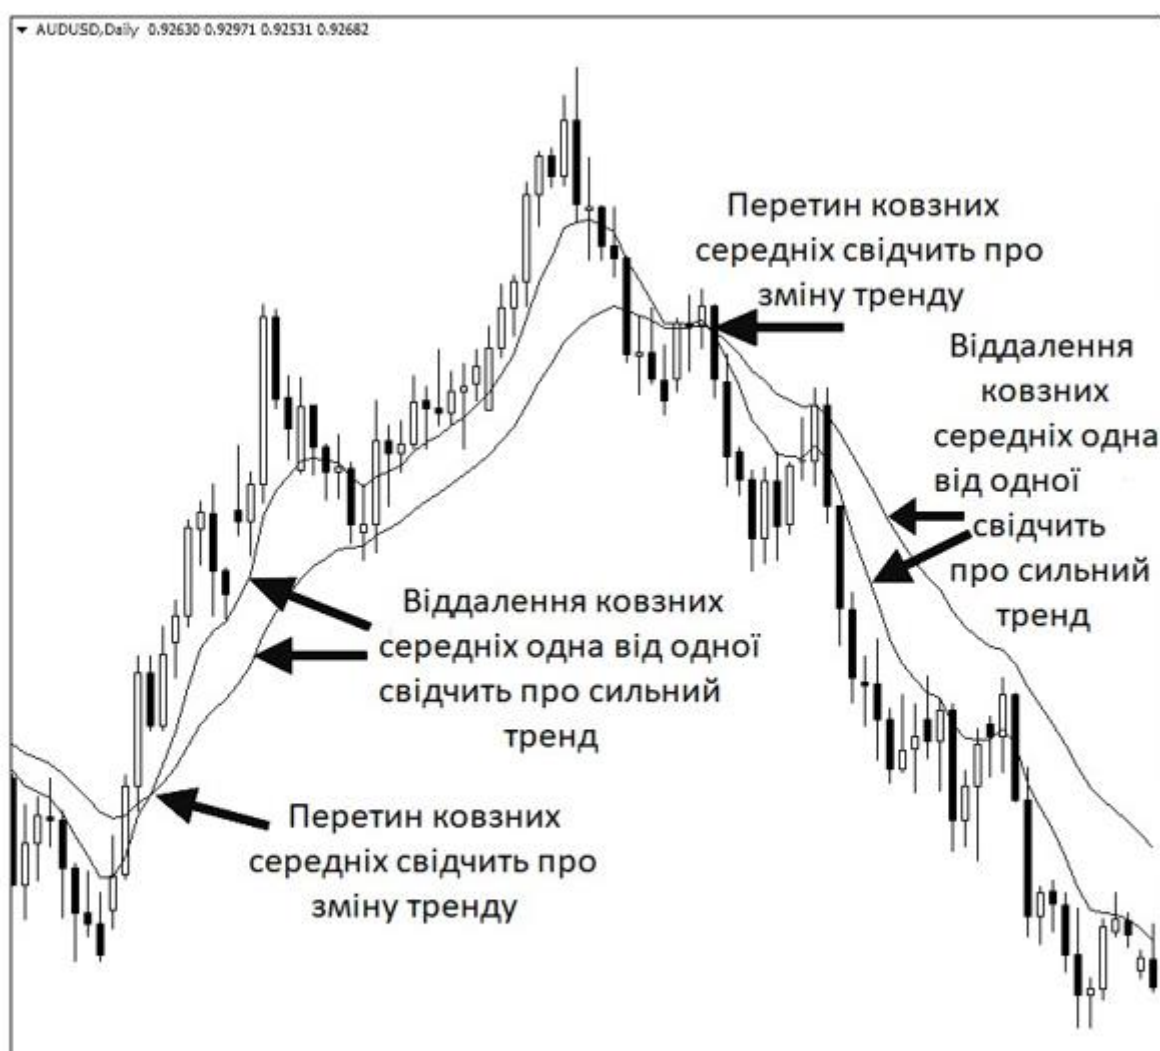 AUDUSD,Daily 0.92630 0.92971 0.92531 0.92682
Перетин ковзних
середніх свідчить про
зміну тренду
Віддалення
ковзних
середніх одна
від одної
свідчить
про сильний
тренд
Віддалення ковзних
середніх одна від одної
свідчить про сильний
тренд
Перетин ковзних
середніх свідчить про
зміну тренду